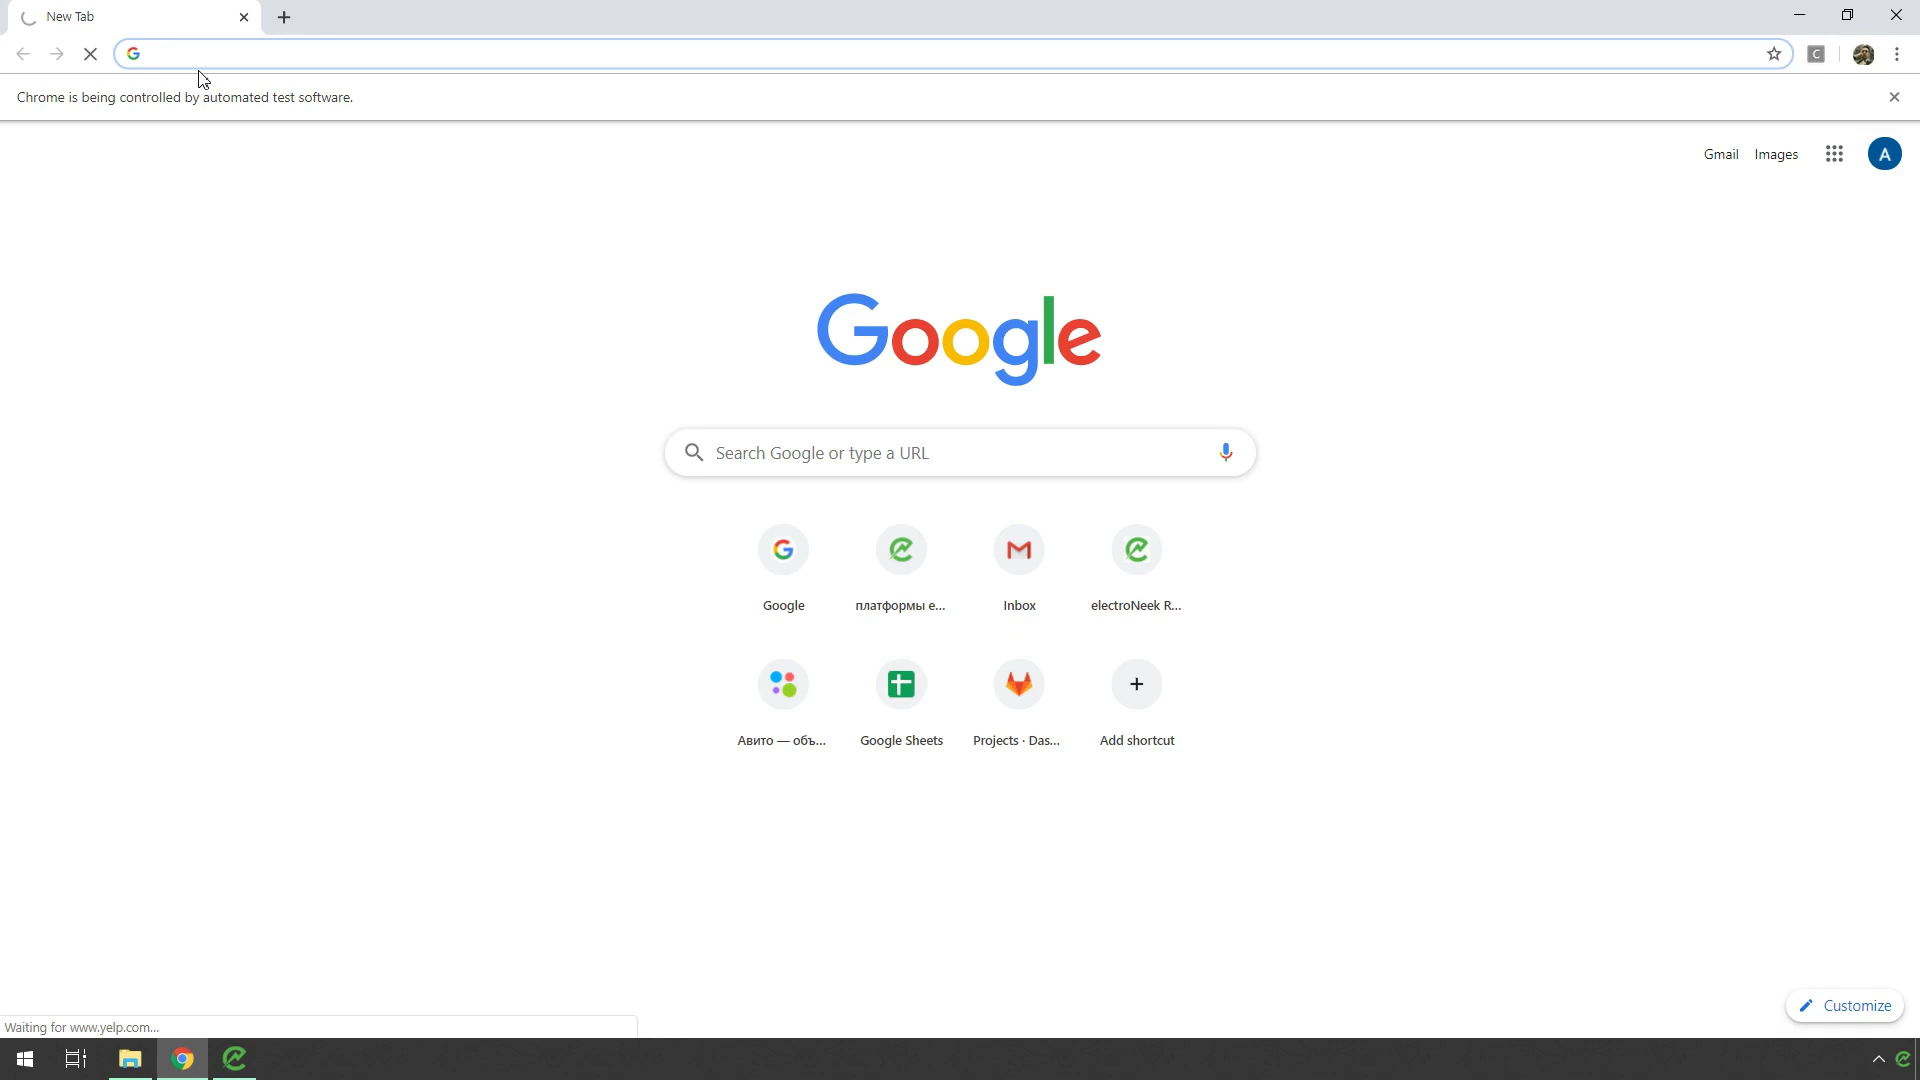 New Tab
Chrome is being controlled by automated test software.
Gmail Images A
Google
Search Google or type a URL
Google платформы e... Inbox electroNeek R...
Авито — объ... Google Sheets Projects · Das... Add shortcut
Customize
Waiting for www.yelp.com...